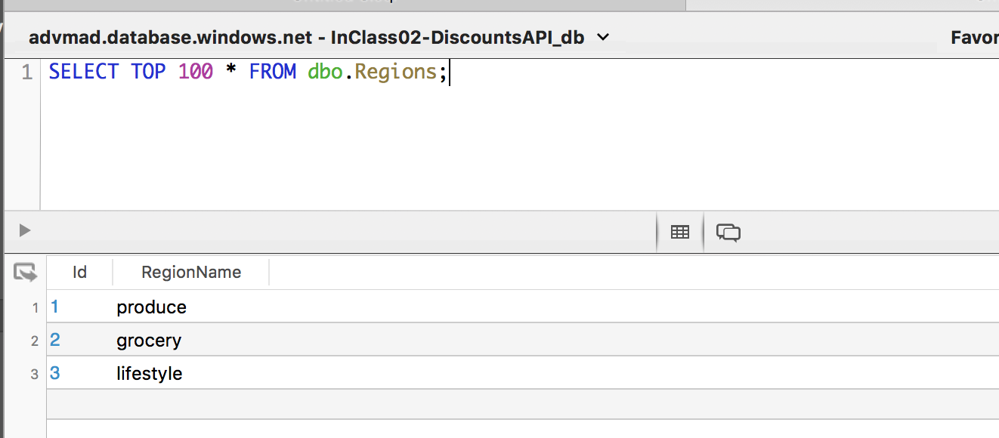 advmad.database.windows.net - InClass02-DiscountsAPI_db
Favor
1 SELECT TOP 100 * FROM dbo.Regions;
Id RegionName
1 1 produce
2 2 grocery
3 3 lifestyle